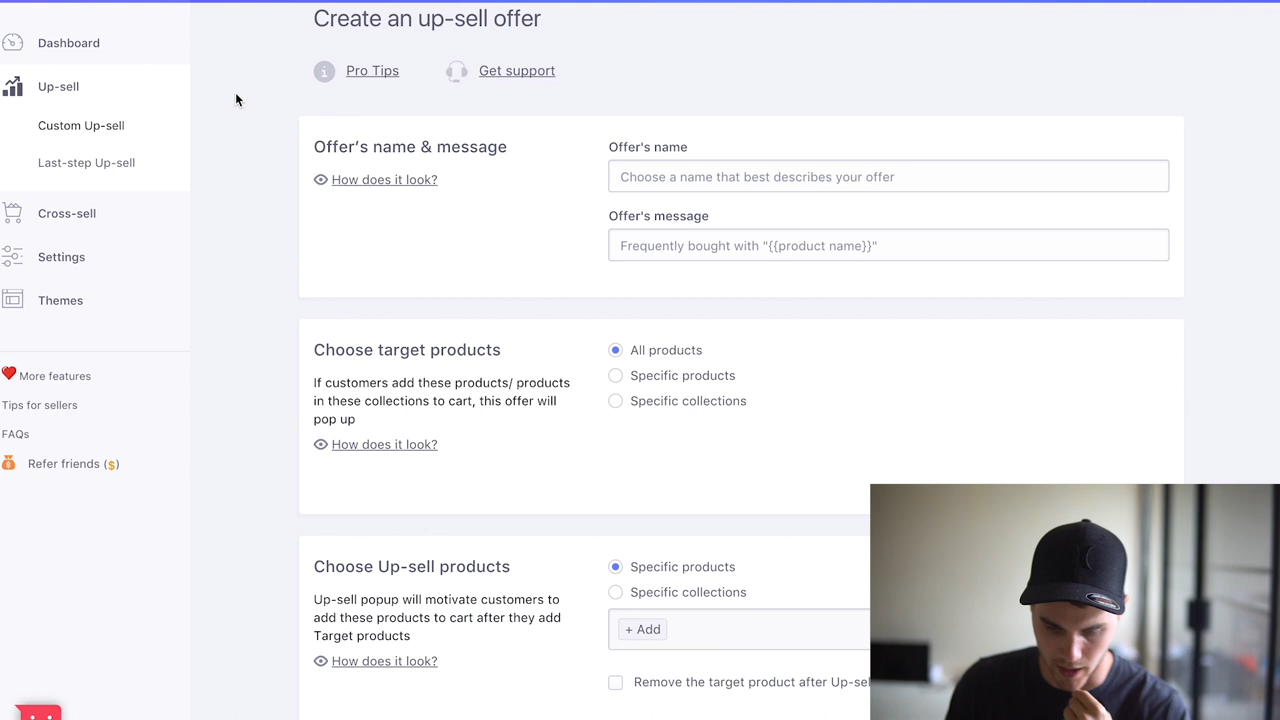 Create an up-sell offer
Pro Tips
Get support
Dashboard
Up-sell
Custom Up-sell
Last-step Up-sell
Cross-sell
Settings
Themes
More features
Tips for sellers
FAQs
Refer friends ($)
Offer's name & message
How does it look?
Offer's name
Choose a name that best describes your offer
Offer's message
Frequently bought with "{{product name}}"
Choose target products
If customers add these products/ products
in these collections to cart, this offer will
pop up
How does it look?
All products
Specific products
Specific collections
Choose Up-sell products
Up-sell popup will motivate customers to
add these products to cart after they add
Target products
How does it look?
Specific products
Specific collections
+ Add
Remove the target product after